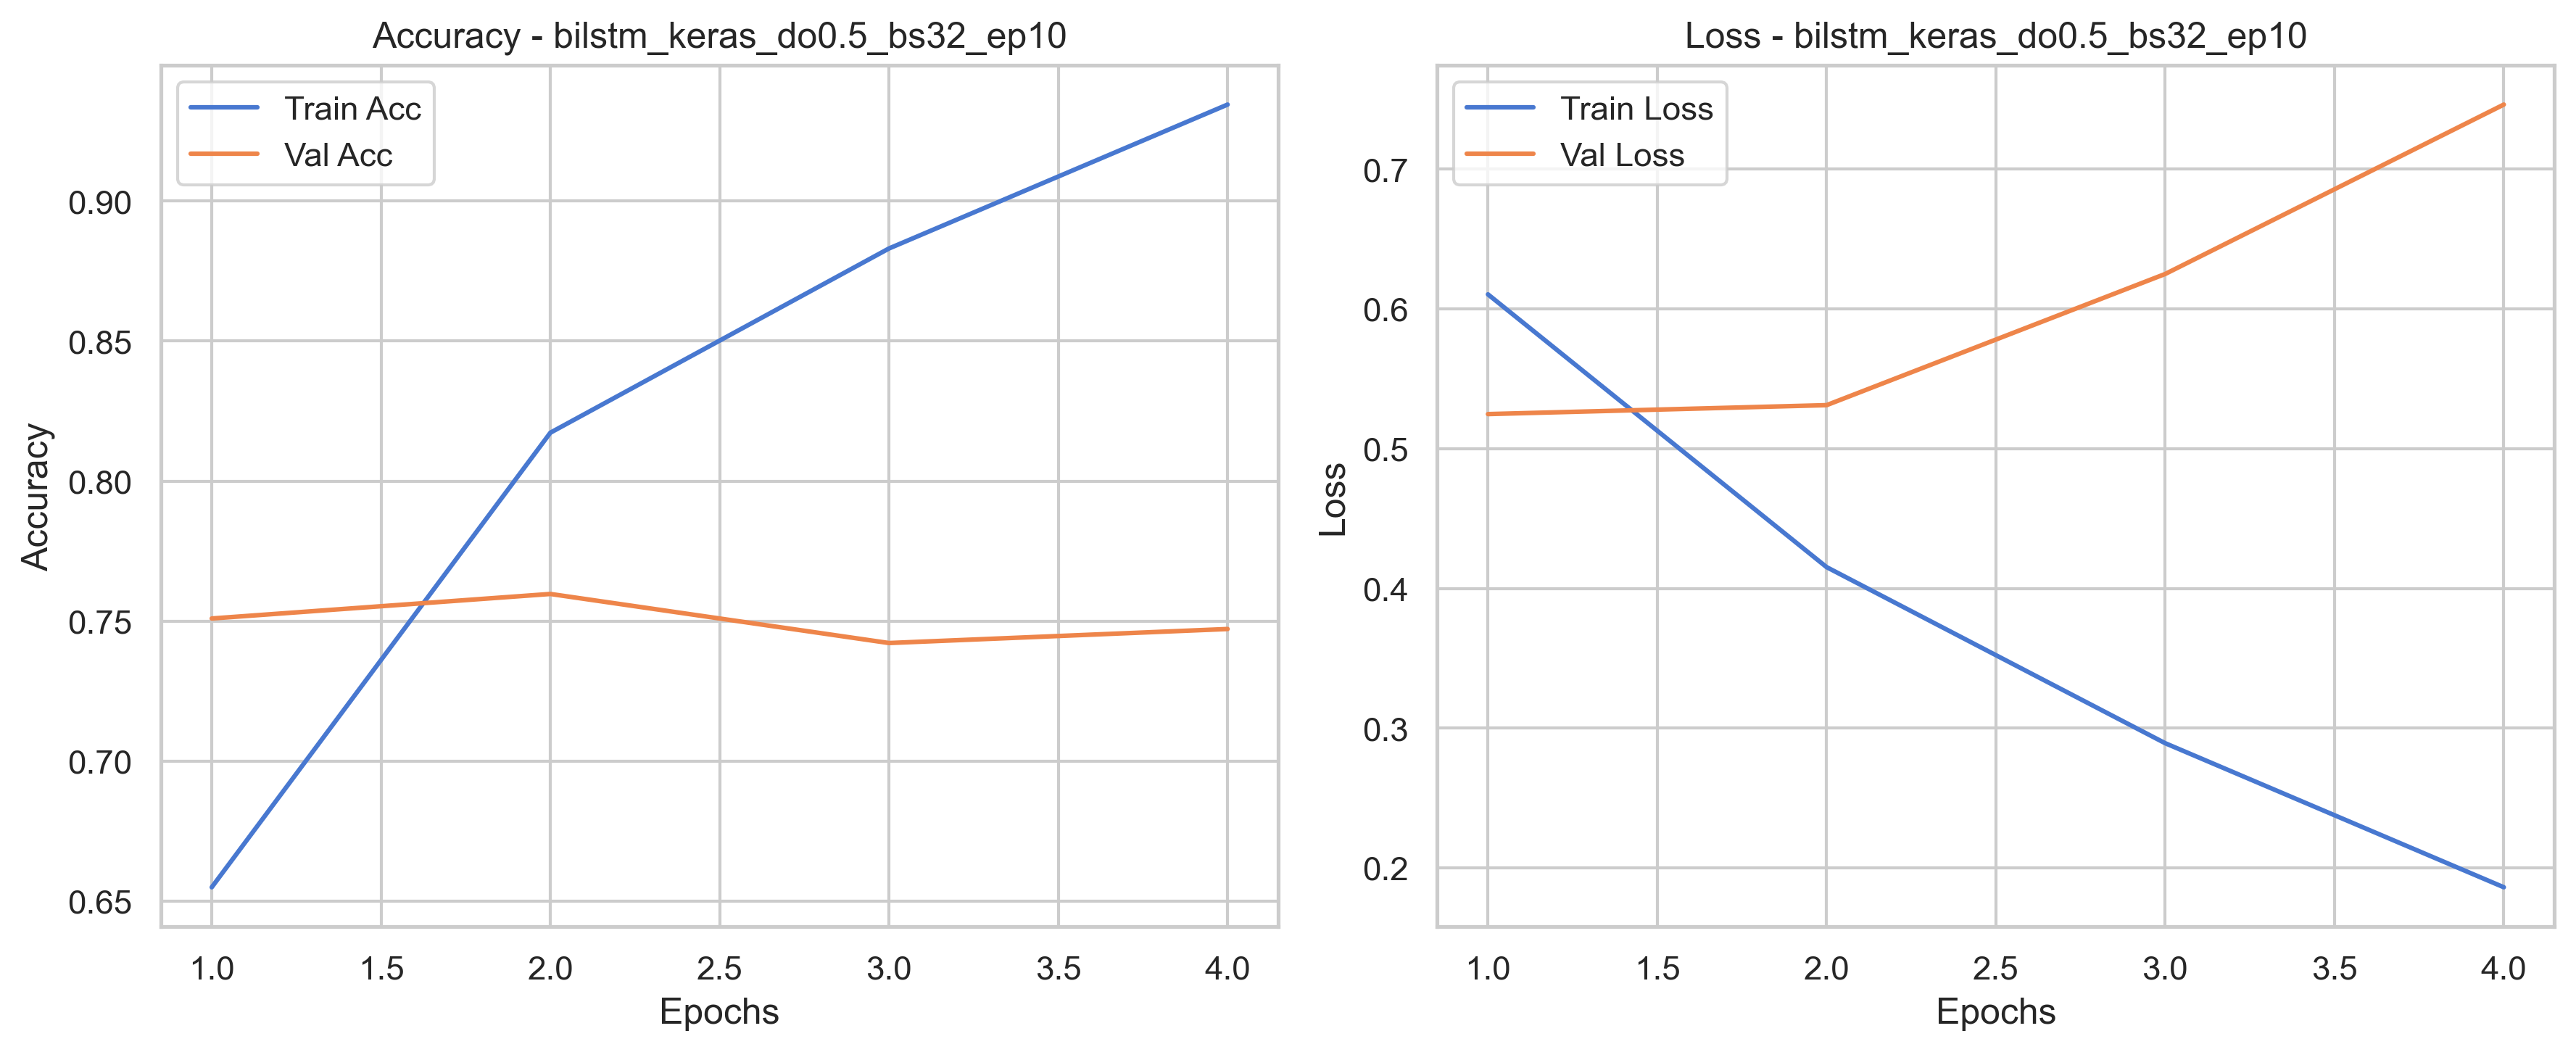 Accuracy - bilstm_keras_do0.5_bs32_ep10
Train Acc
Val Acc
0.90
0.85
0.80
0.75
0.70
0.65
Accuracy
1.0 1.5 2.0 2.5 3.0 3.5 4.0
Epochs
Loss - bilstm_keras_do0.5_bs32_ep10
Train Loss
Val Loss
0.7
0.6
0.5
0.4
0.3
0.2
Loss
1.0 1.5 2.0 2.5 3.0 3.5 4.0
Epochs